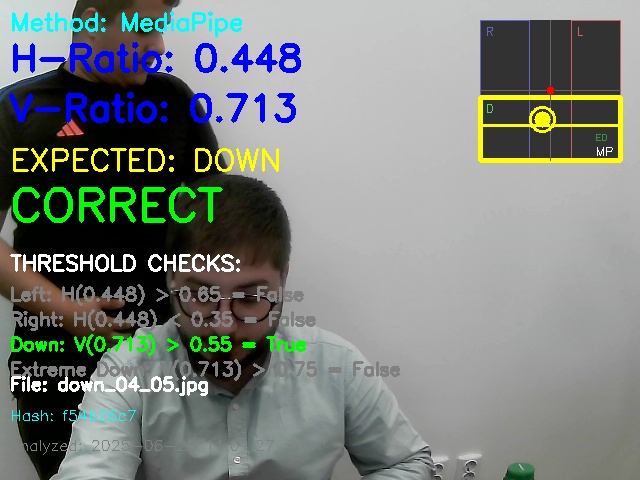 Method: MediaPipe
H-Ratio: 0.448
V-Ratio: 0.713
EXPECTED: DOWN
CORRECT
THRESHOLD CHECKS:
Left: H(0.448) > 0.65 = False
Right: H(0.448) < 0.35 = False
Down: V(0.713) > 0.55 = True
Extreme Down: V(0.713) > 0.75 = False
File: down_04_05.jpg
Hash:
Analyzed:
R
L
D
ED
MP